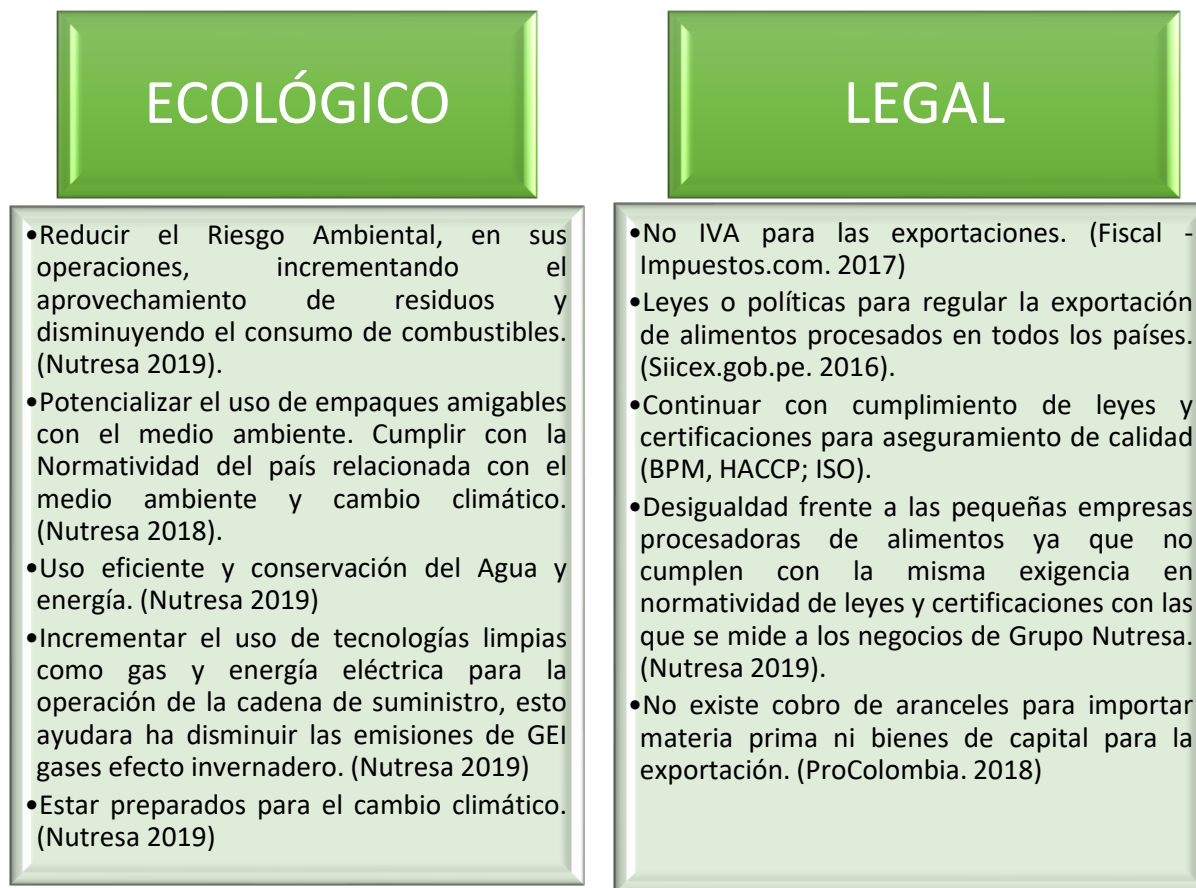 ECOLÓGICO
•Reducir el Riesgo Ambiental, en sus
operaciones, incrementando el
aprovechamiento de residuos y
disminuyendo el consumo de combustibles.
(Nutresa 2019).
•Potencializar el uso de empaques amigables
con el medio ambiente. Cumplir con la
Normatividad del país relacionada con el
medio ambiente y cambio climático.
(Nutresa 2018).
•Uso eficiente y conservación del Agua y
energía. (Nutresa 2019)
•Incrementar el uso de tecnologías limpias
como gas y energía eléctrica para la
operación de la cadena de suministro, esto
ayudara ha disminuir las emisiones de GEI
gases efecto invernadero. (Nutresa 2019)
•Estar preparados para el cambio climático.
(Nutresa 2019)
LEGAL
•No IVA para las exportaciones. (Fiscal -
Impuestos.com. 2017)
•Leyes o políticas para regular la exportación
de alimentos procesados en todos los países.
(Siicex.gob.pe. 2016).
•Continuar con cumplimiento de leyes y
certificaciones para aseguramiento de calidad
(BPM, HACCP; ISO).
•Desigualdad frente a las pequeñas empresas
procesadoras de alimentos ya que no
cumplen con la misma exigencia en
normatividad de leyes y certificaciones con las
que se mide a los negocios de Grupo Nutresa.
(Nutresa 2019).
•No existe cobro de aranceles para importar
materia prima ni bienes de capital para la
exportación. (ProColombia. 2018)